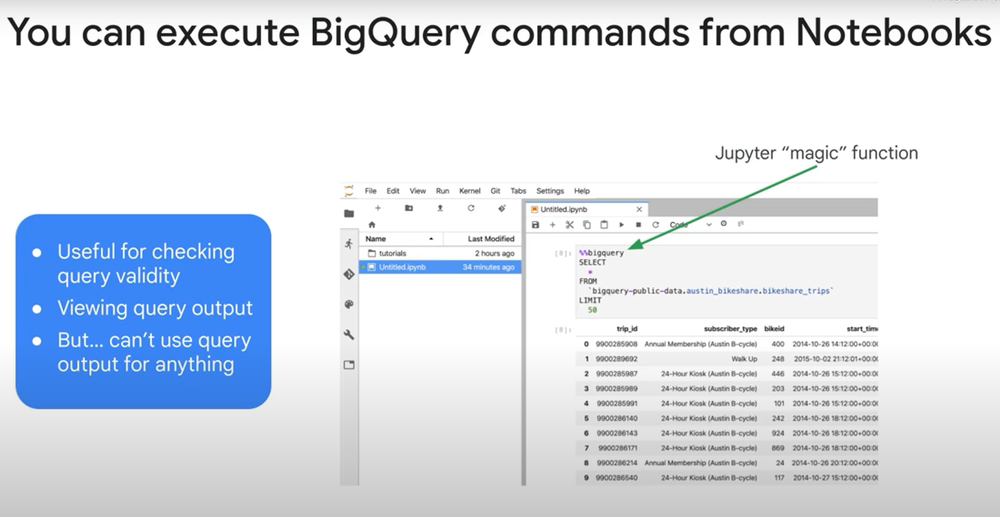 You can execute BigQuery commands from Notebooks
Jupyter “magic” function
● Useful for checking
query validity
● Viewing query output
● But... can’t use query
output for anything
File Edit View Run Kernel Git Tabs Settings Help
Untitled.ipynb
Code
Name Last Modified
tutorials 2 hours ago
Untitled.ipynb 34 minutes ago
[8]: %%bigquery
SELECT
*
FROM
`bigquery-public-data.austin_bikeshare.bikeshare_trips`
LIMIT
50
[8]: trip_id subscriber_type bikeid start_time
0 9900285908 Annual Membership (Austin B-cycle) 400 2014-10-26 14:12:00+00:00
1 9900289692 Walk Up 248 2015-10-02 21:12:01+00:00
2 9900285987 24-Hour Kiosk (Austin B-cycle) 446 2014-10-26 15:12:00+00:00
3 9900285989 24-Hour Kiosk (Austin B-cycle) 203 2014-10-26 15:12:00+00:00
4 9900285991 24-Hour Kiosk (Austin B-cycle) 101 2014-10-26 15:12:00+00:00
5 9900286140 24-Hour Kiosk (Austin B-cycle) 242 2014-10-26 18:12:00+00:00
6 9900286143 24-Hour Kiosk (Austin B-cycle) 924 2014-10-26 18:12:00+00:00
7 9900286171 24-Hour Kiosk (Austin B-cycle) 869 2014-10-26 18:12:00+00:00
8 9900286214 Annual Membership (Austin B-cycle) 24 2014-10-26 20:12:00+00:00
9 9900286540 24-Hour Kiosk (Austin B-cycle) 117 2014-10-27 15:12:00+00:00